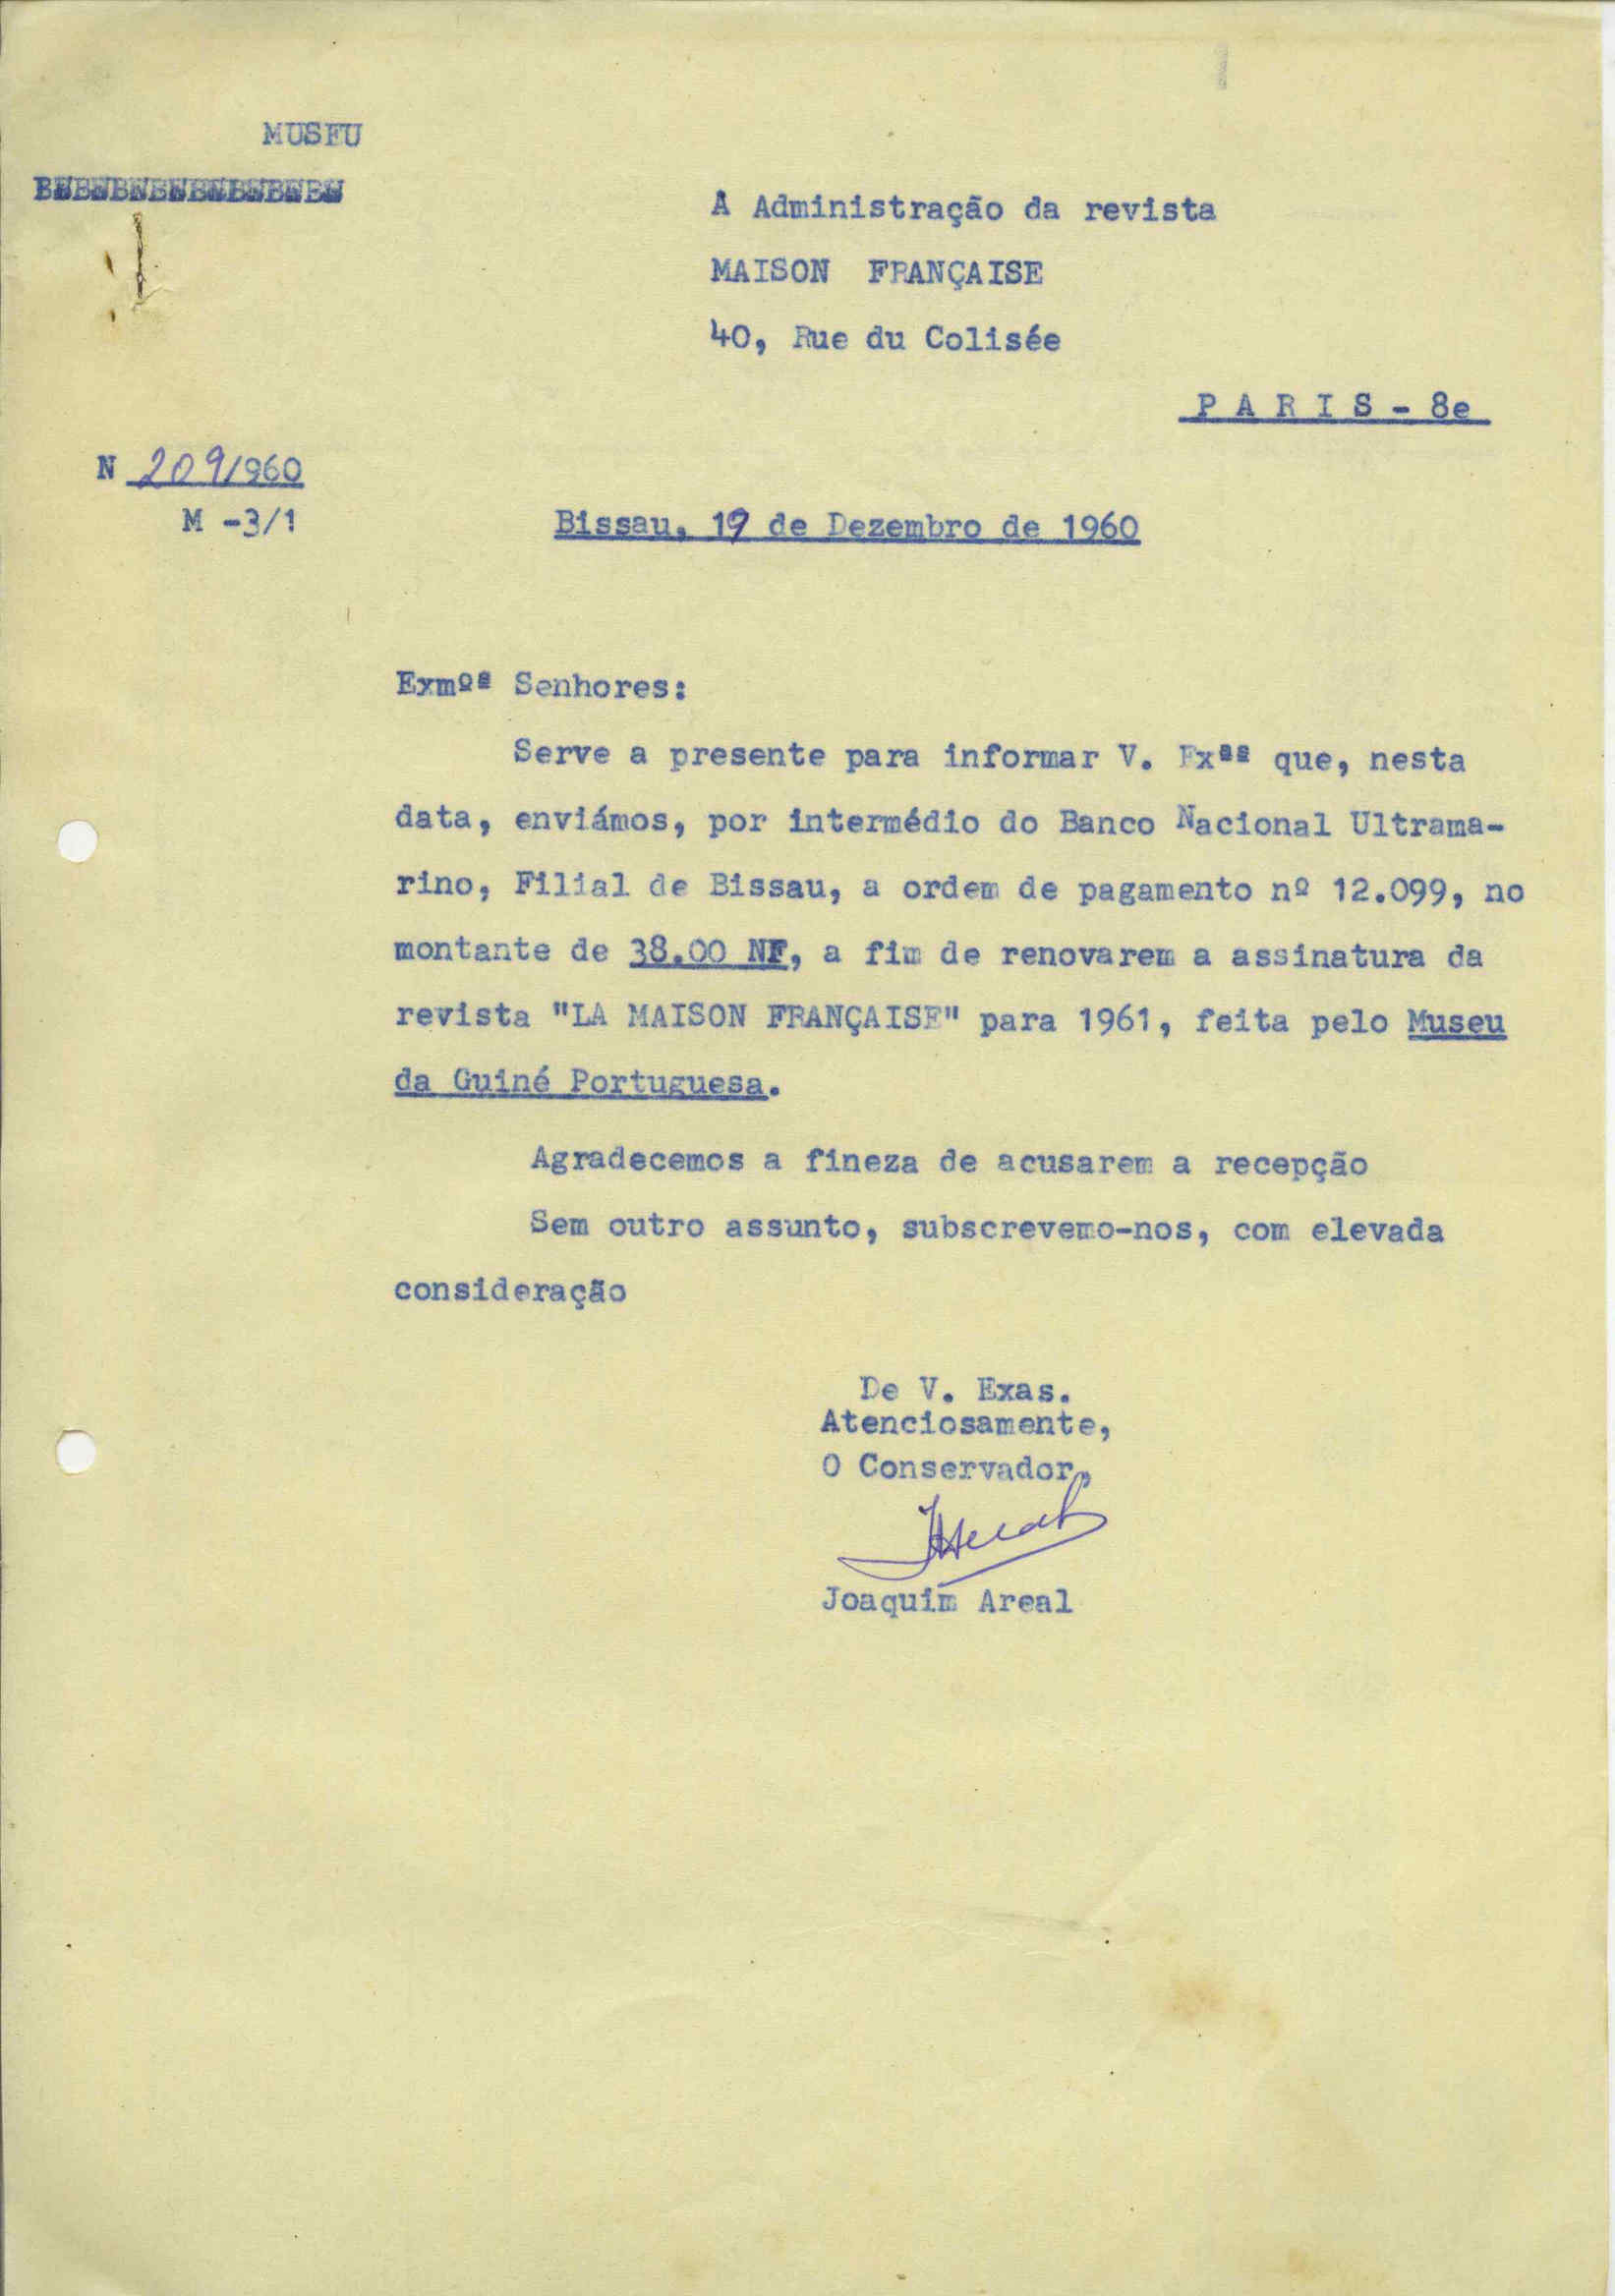 MUSEU
A Administração da revista
MAISON FRANÇAISE
40, Rue du Colisée
P A R I S - 8e
N 209/960
M -3/1
Bissau, 19 de Dezembro de 1960
Exmºª Senhores:
Serve a presente para informar V. Exªª que, nesta
data, enviámos, por intermédio do Banco Nacional Ultrama-
rino, Filial de Bissau, a ordem de pagamento nº 12.099, no
montante de 38.00 NF, a fim de renovarem a assinatura da
revista "LA MAISON FRANÇAISE" para 1961, feita pelo Museu
da Guiné Portuguesa.
Agradecemos a fineza de acusarem a recepção
Sem outro assunto, subscrevemo-nos, com elevada
consideração
De V. Exas.
Atenciosamente,
O Conservador,
Joaquim Areal